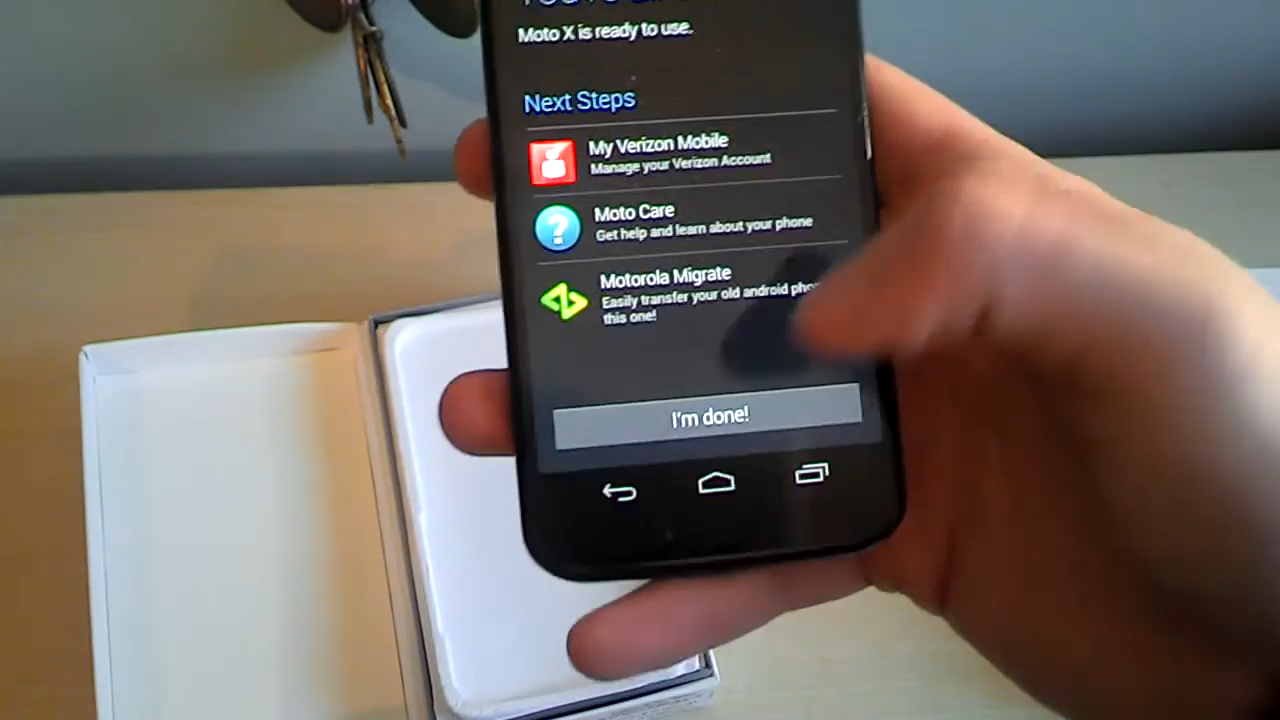 Moto X is ready to use.
Next Steps
My Verizon Mobile
Manage your Verizon Account
Moto Care
Get help and learn about your phone
Motorola Migrate
Easily transfer your old android
this one!
I'm done!